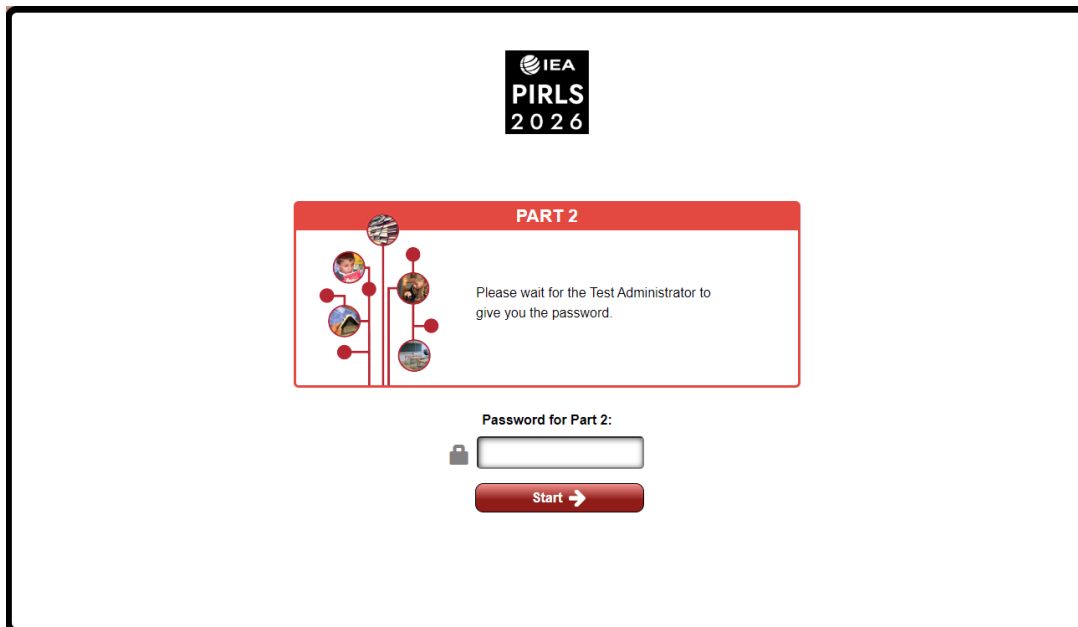 IEA
PIRLS
2026
PART 2
Please wait for the Test Administrator to
give you the password.
Password for Part 2:
Start